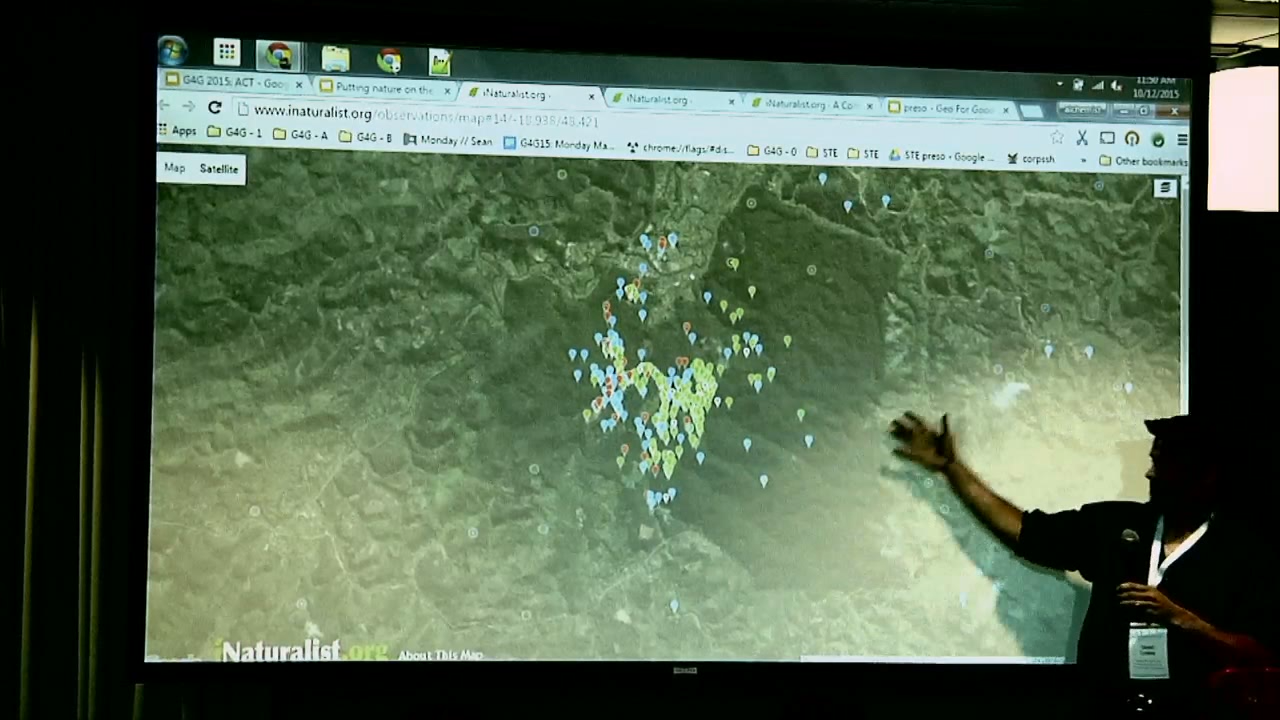 11:50 AM
10/12/2015
G4G 2015: ACT - Goo
Putting nature on the
iNaturalist.org -
iNaturalist.org -
iNaturalist.org - A Co
preso - Geo For Goo
www.inaturalist.org/observations/map#14/-18.938/48.421
Apps G4G - 1 G4G - A G4G - B Monday // Sean G4G15: Monday Ma... chrome://flags/#dis... G4G - 0 STE STE STE preso - Google ... corpssh » Other bookmarks
Map Satellite
iNaturalist.org About This Map